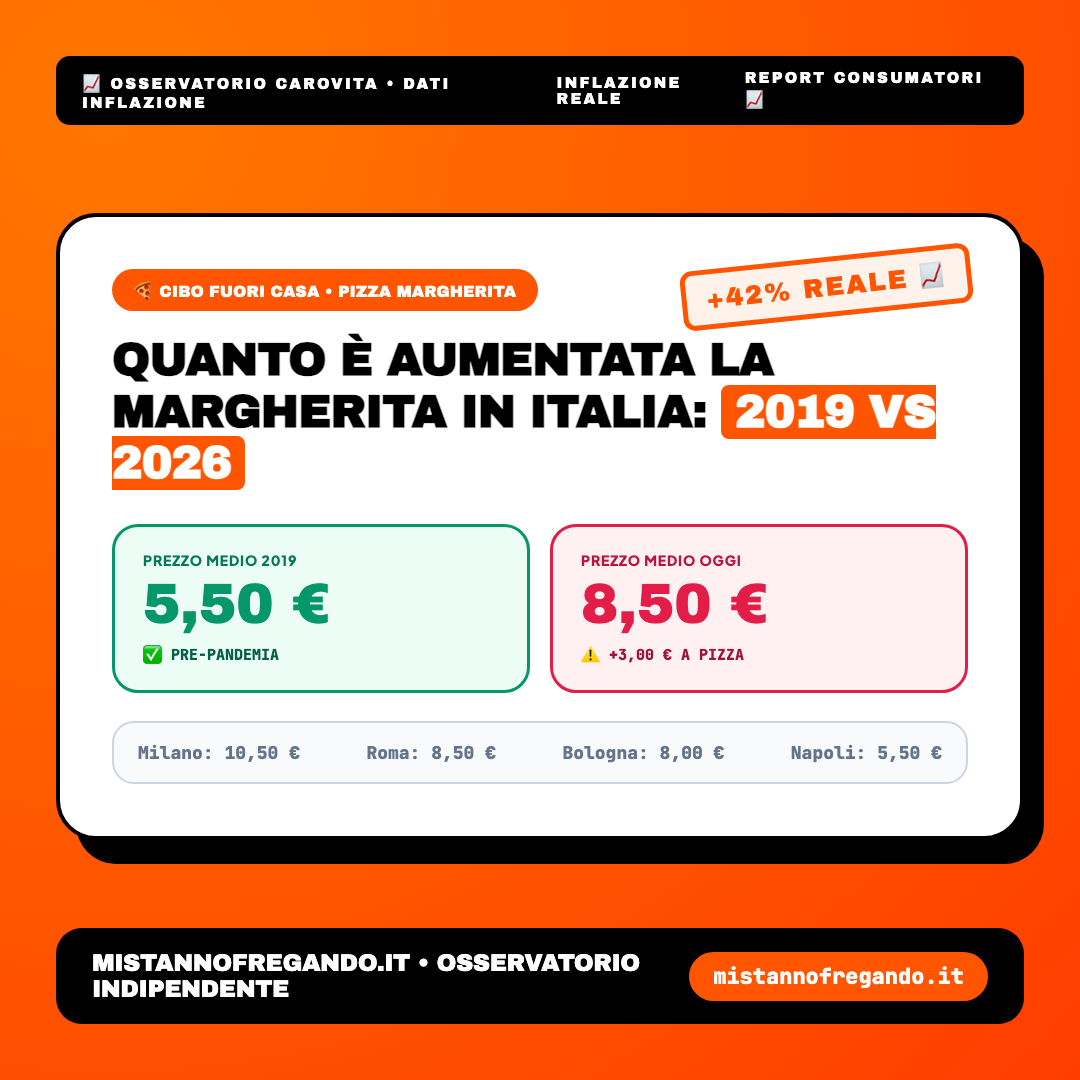 📈 OSSERVATORIO CAROVITA • DATI
INFLAZIONE
INFLAZIONE
REALE
REPORT CONSUMATORI
📈
🍕 CIBO FUORI CASA • PIZZA MARGHERITA
+42% REALE 📈
QUANTO È AUMENTATA LA
MARGHERITA IN ITALIA: 2019 VS
2026
PREZZO MEDIO 2019
5,50 €
✅ PRE-PANDEMIA
PREZZO MEDIO OGGI
8,50 €
⚠️ +3,00 € A PIZZA
Milano: 10,50 €
Roma: 8,50 €
Bologna: 8,00 €
Napoli: 5,50 €
MISTANNOFREGANDO.IT • OSSERVATORIO
INDIPENDENTE
mistannofregando.it